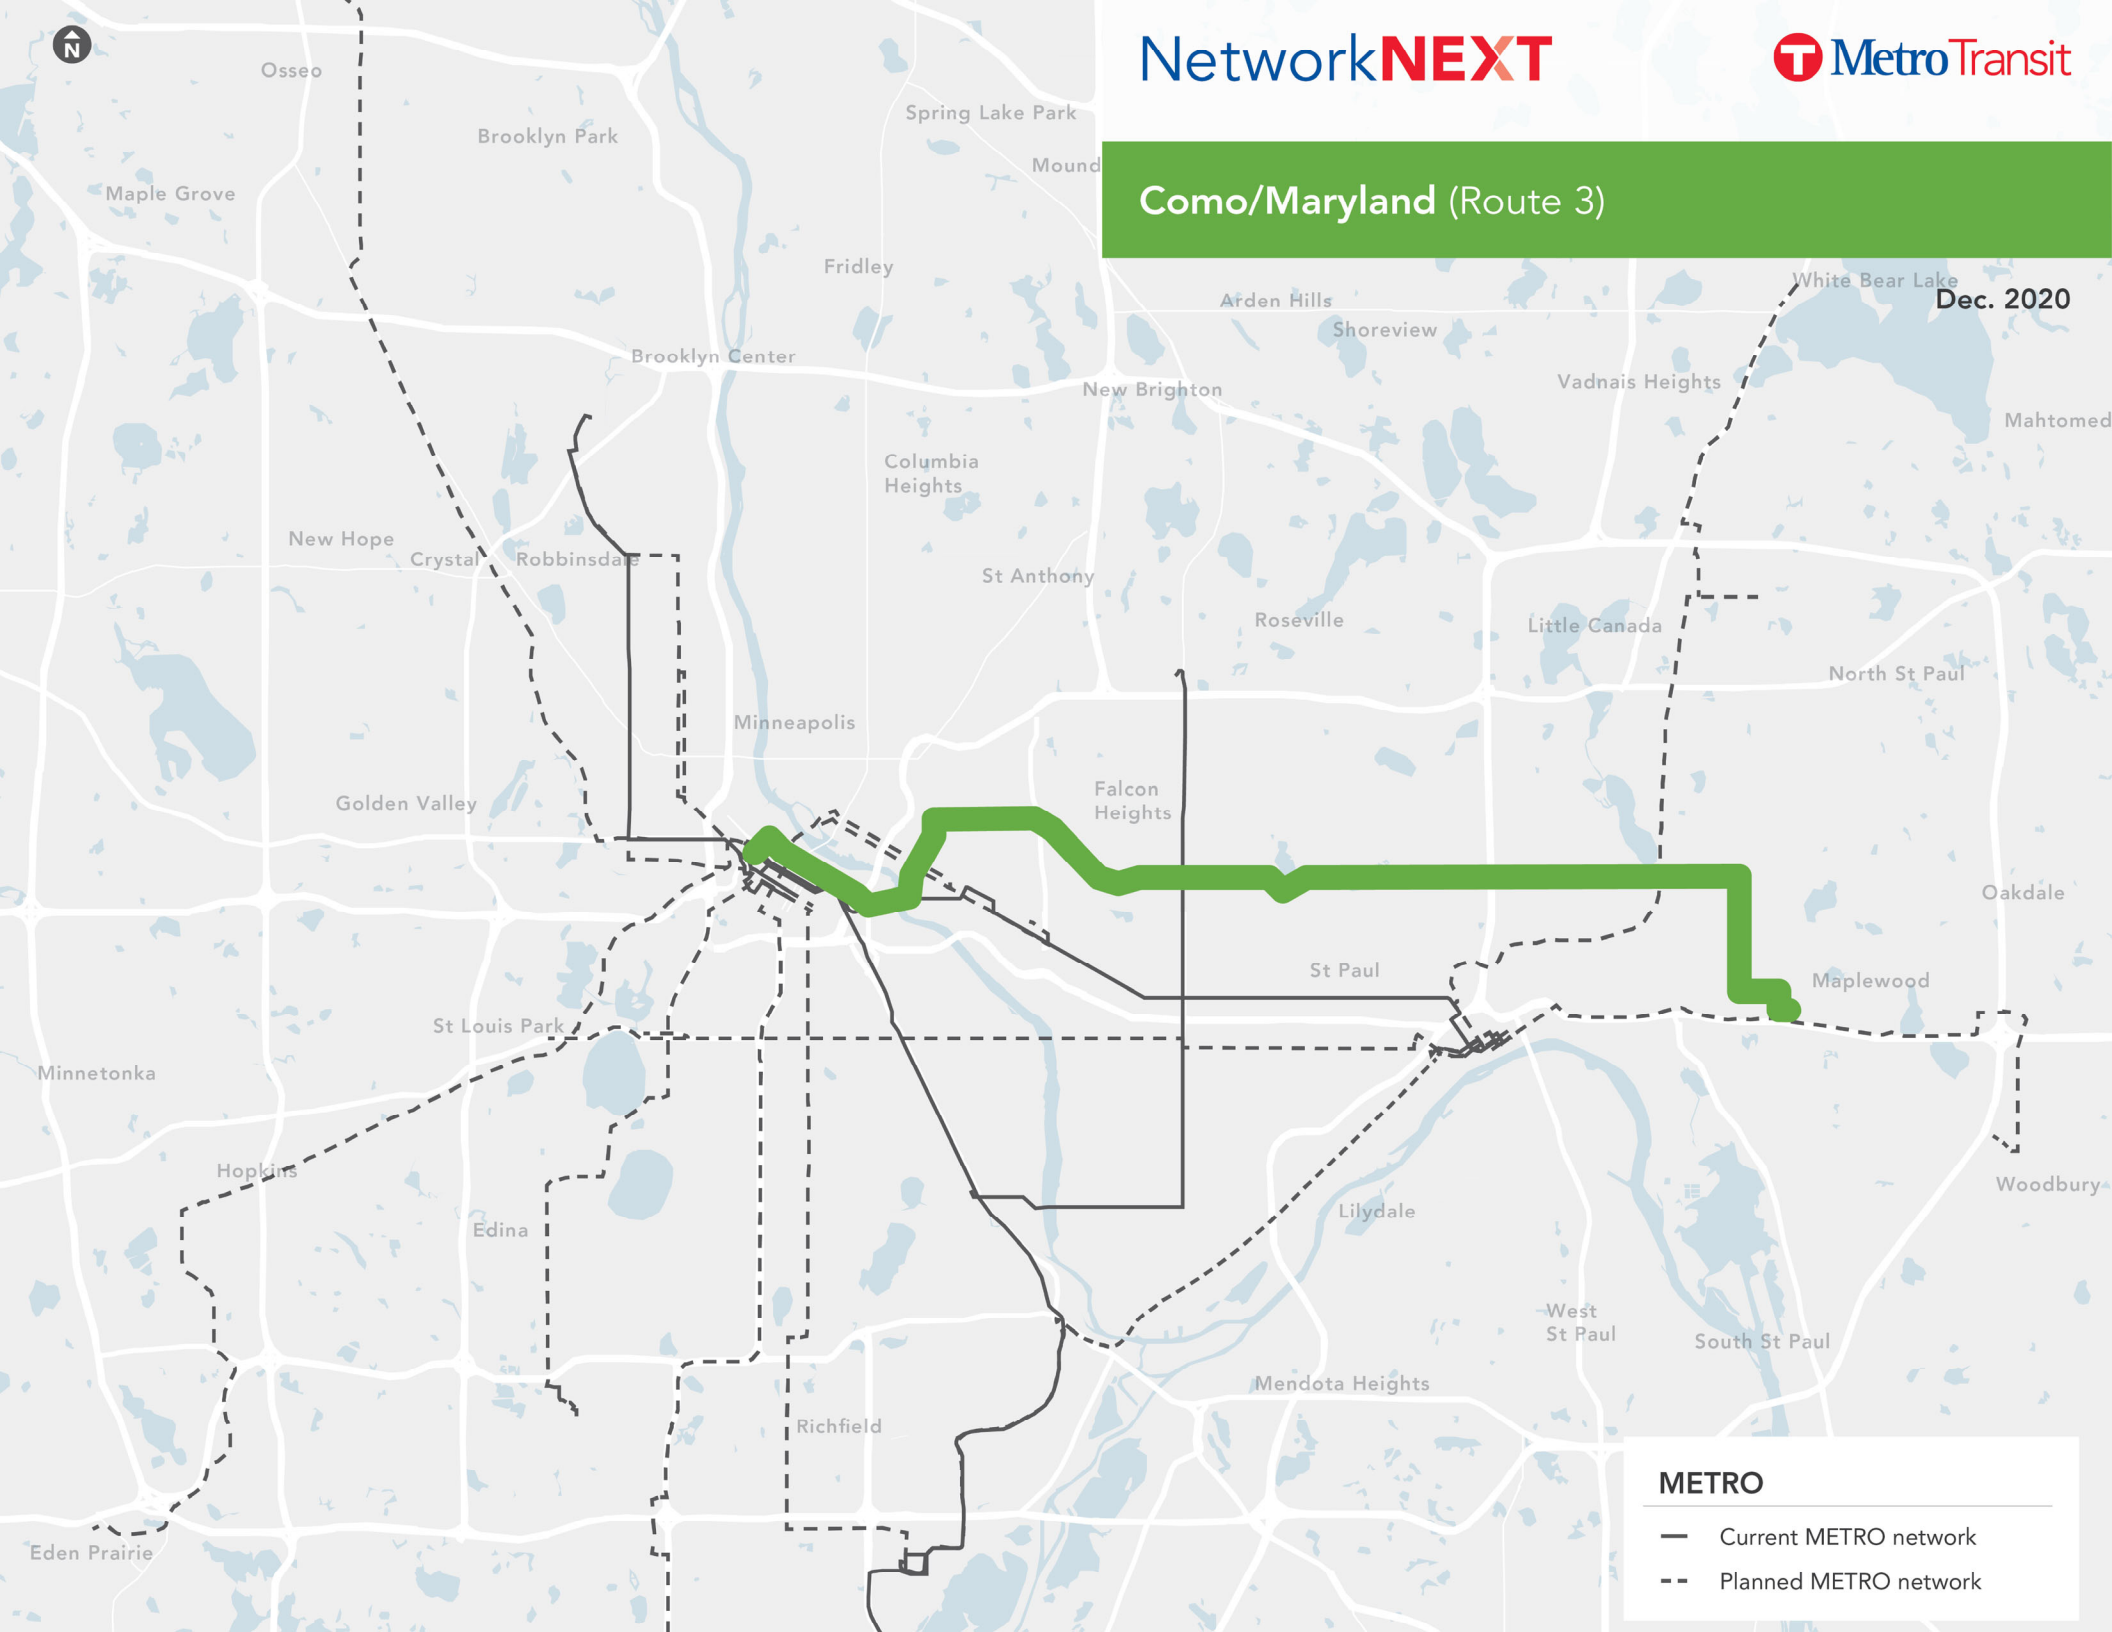 N
NetworkNEXT
T MetroTransit
Como/Maryland (Route 3)
Dec. 2020
Osseo
Brooklyn Park
Spring Lake Park
Mound
Maple Grove
Fridley
White Bear Lake
Arden Hills
Shoreview
Brooklyn Center
Vadnais Heights
New Brighton
Mahtomed
Columbia
Heights
New Hope
Crystal
Robbinsdale
St Anthony
Roseville
Little Canada
North St Paul
Minneapolis
Golden Valley
Falcon
Heights
Oakdale
St Paul
Maplewood
St Louis Park
Minnetonka
Hopkins
Woodbury
Edina
Lilydale
West
St Paul
South St Paul
Mendota Heights
Richfield
Eden Prairie
METRO
Current METRO network
Planned METRO network